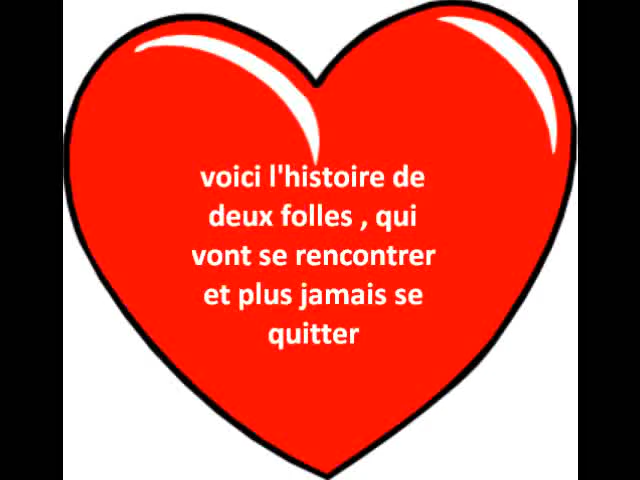 voici l'histoire de
deux folles , qui
vont se rencontrer
et plus jamais se
quitter